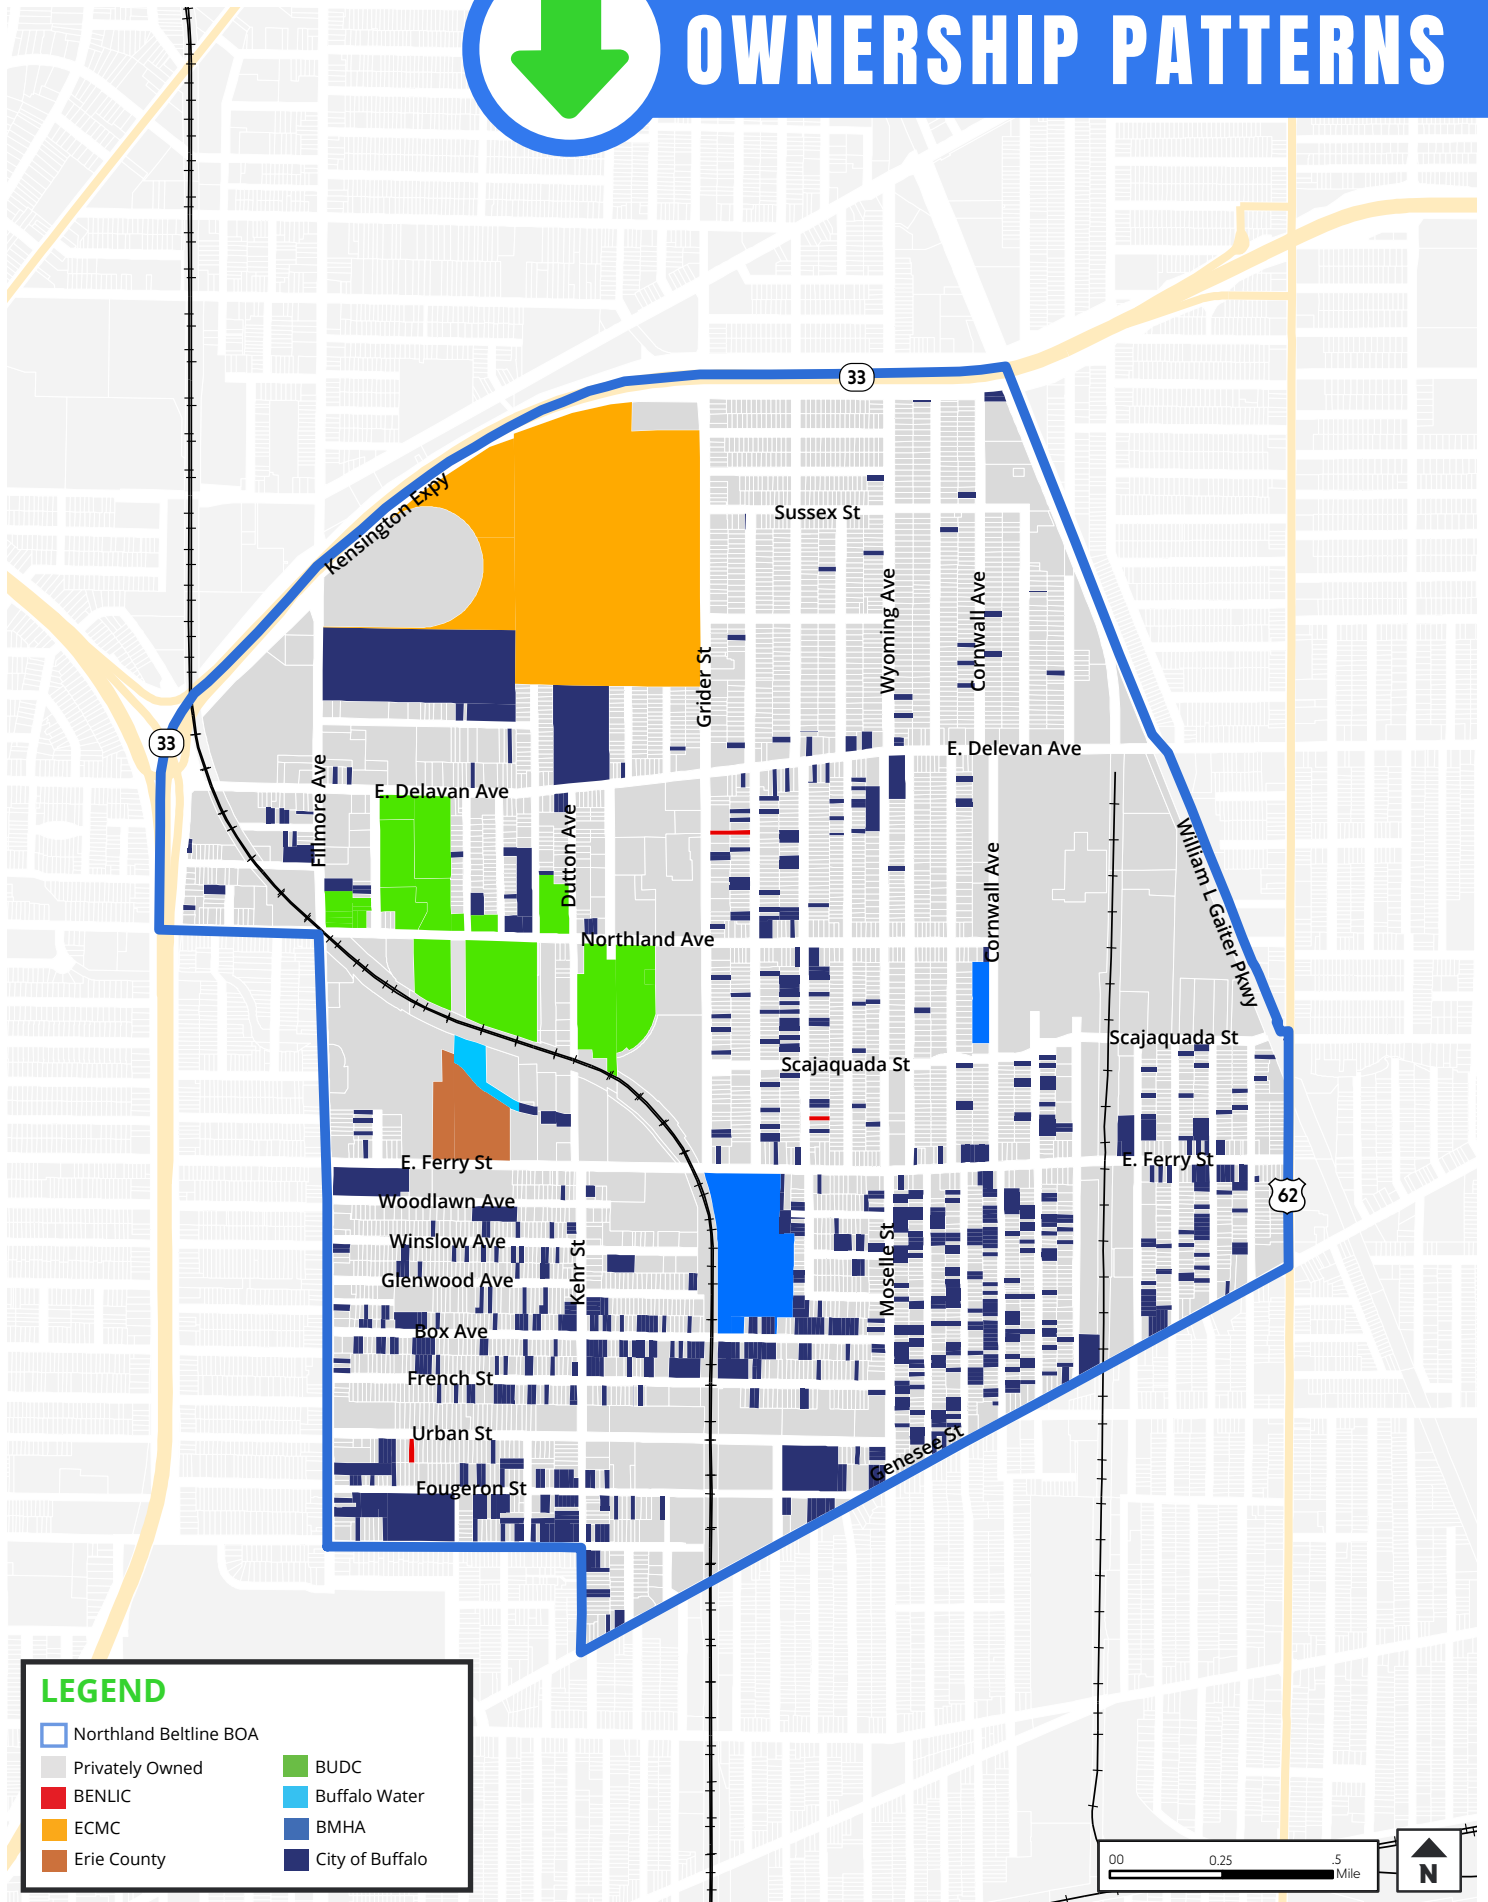 OWNERSHIP PATTERNS
33
Kensington Expy
Sussex St
Wyoming Ave
Cornwall Ave
Grider St
33
E. Delevan Ave
Fillmore Ave
E. Delavan Ave
Dutton Ave
William L Gaiter Pkwy
Cornwall Ave
Northland Ave
Scajaquada St
Scajaquada St
E. Ferry St
E. Ferry St
62
Woodlawn Ave
Winslow Ave
Kehr St
Moselle St
Glenwood Ave
Box Ave
French St
Urban St
Genesee St
Fougeron St
LEGEND
Northland Beltline BOA
Privately Owned
BENLIC
ECMC
Erie County
BUDC
Buffalo Water
BMHA
City of Buffalo
00 0.25 .5
Mile
N